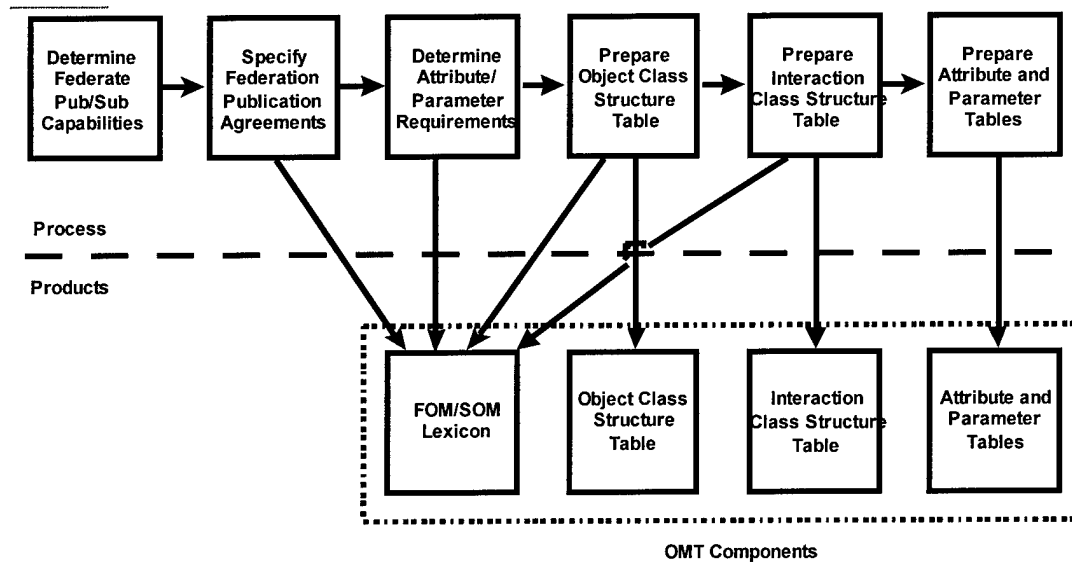 Determine
Federate
Pub/Sub
Capabilities
Specify
Federation
Publication
Agreements
Determine
Attribute/
Parameter
Requirements
Prepare
Object Class
Structure
Table
Prepare
Interaction
Class Structure
Table
Prepare
Attribute and
Parameter
Tables
Process
Products
FOM/SOM
Lexicon
Object Class
Structure
Table
Interaction
Class Structure
Table
Attribute and
Parameter
Tables
OMT Components